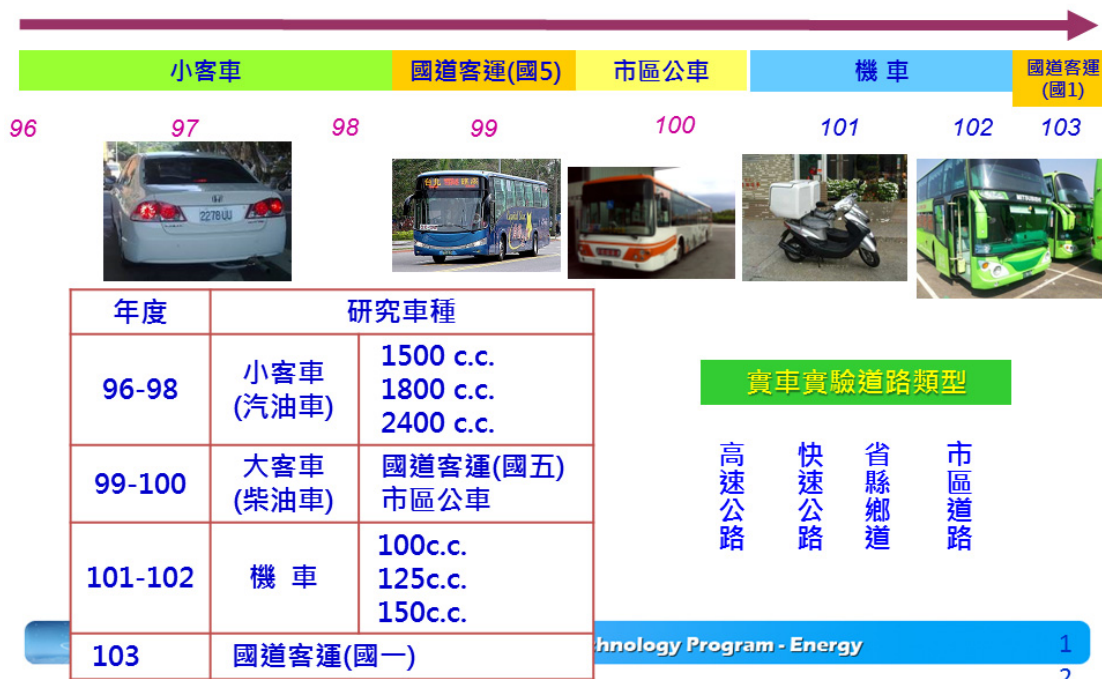 小客車
國道客運(國5)
市區公車
機 車
國道客運
(國1)
96
97
98
99
100
101
102
103
2278
台北
MITSUBISHI
年度
研究車種
96-98
小客車
(汽油車)
1500 c.c.
1800 c.c.
2400 c.c.
99-100
大客車
(柴油車)
國道客運(國五)
市區公車
101-102
機 車
100c.c.
125c.c.
150c.c.
103
國道客運(國一)
實車實驗道路類型
高速公路
快速公路
省縣鄉道
市區道路
hnology Program - Energy
1
2